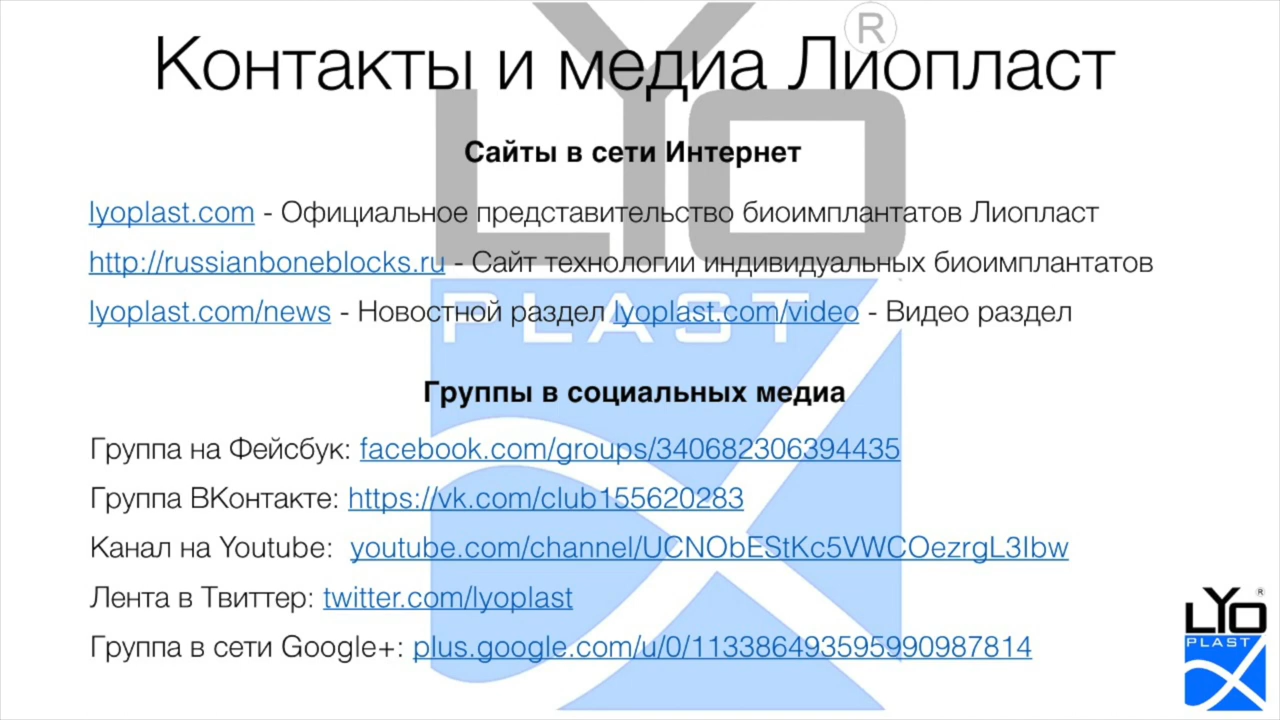 Контакты и медиа Лиопласт
Сайты в сети Интернет
lyoplast.com - Официальное представительство биоимплантатов Лиопласт
http://russianboneblocks.ru - Сайт технологии индивидуальных биоимплантатов
lyoplast.com/news - Новостной раздел lyoplast.com/video - Видео раздел
Группы в социальных медиа
Группа на Фейсбук: facebook.com/groups/340682306394435
Группа ВКонтакте: https://vk.com/club155620283
Канал на Youtube: youtube.com/channel/UCNObEStKc5VWCOezrgL3Ibw
Лента в Твиттер: twitter.com/lyoplast
Группа в сети Google+: plus.google.com/u/0/113386493595990987814
LYO ®
PLAST
LYO ®
PLAST